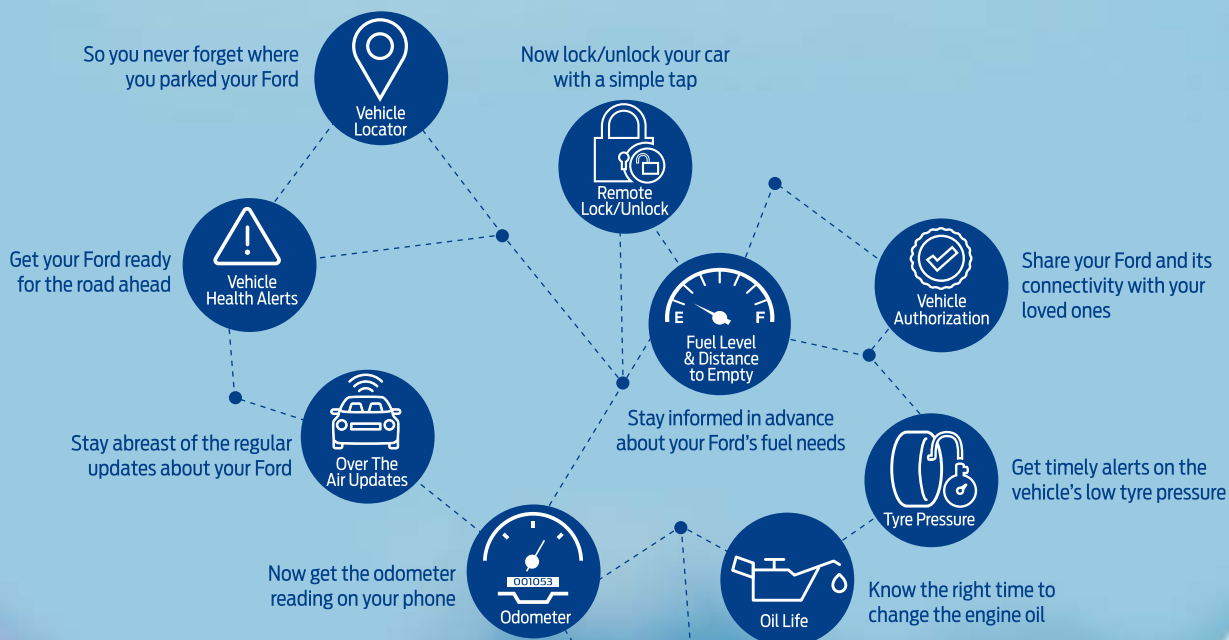 So you never forget where
you parked your Ford
Vehicle
Locator
Now lock/unlock your car
with a simple tap
Remote
Lock/Unlock
Get your Ford ready
for the road ahead
Vehicle
Health Alerts
E F
Fuel Level
& Distance
to Empty
Stay informed in advance
about your Ford's fuel needs
Vehicle
Authorization
Share your Ford and its
connectivity with your
loved ones
Stay abreast of the regular
updates about your Ford
Over The
Air Updates
Tyre Pressure
Get timely alerts on the
vehicle's low tyre pressure
Now get the odometer
reading on your phone
001053
Odometer
Oil Life
Know the right time to
change the engine oil